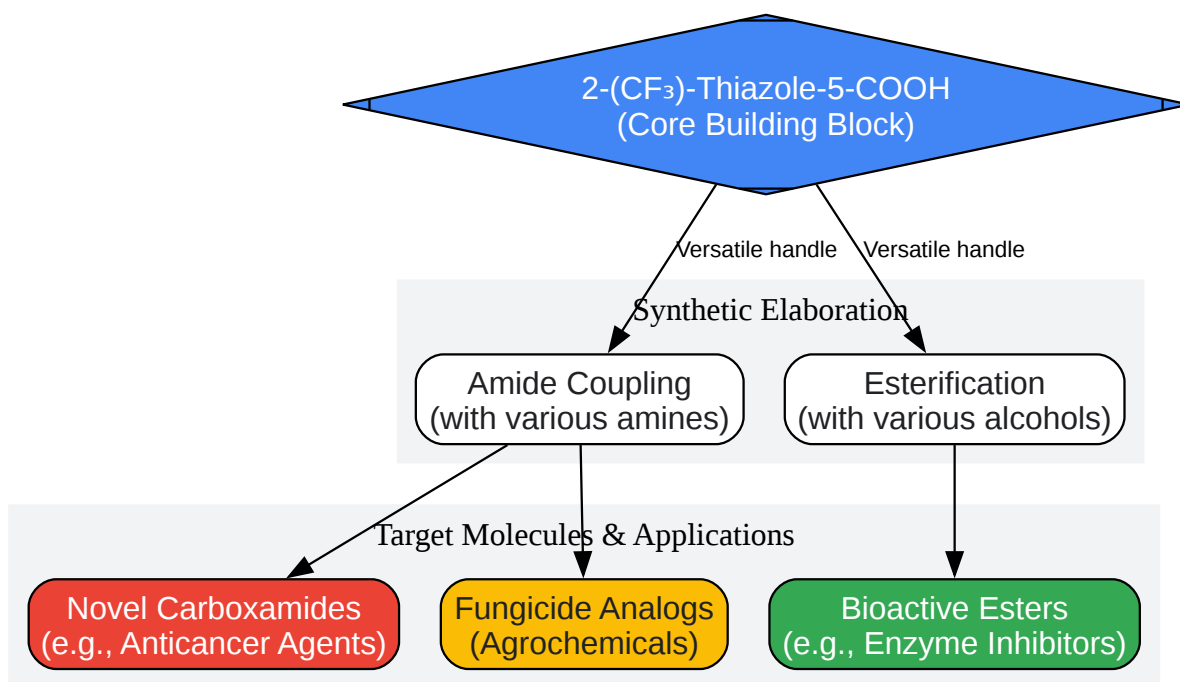 2-(CF₃)-Thiazole-5-COOH
(Core Building Block)
Versatile handle
Versatile handle
Synthetic Elaboration
Amide Coupling
(with various amines)
Esterification
(with various alcohols)
Target Molecules & Applications
Novel Carboxamides
(e.g., Anticancer Agents)
Fungicide Analogs
(Agrochemicals)
Bioactive Esters
(e.g., Enzyme Inhibitors)